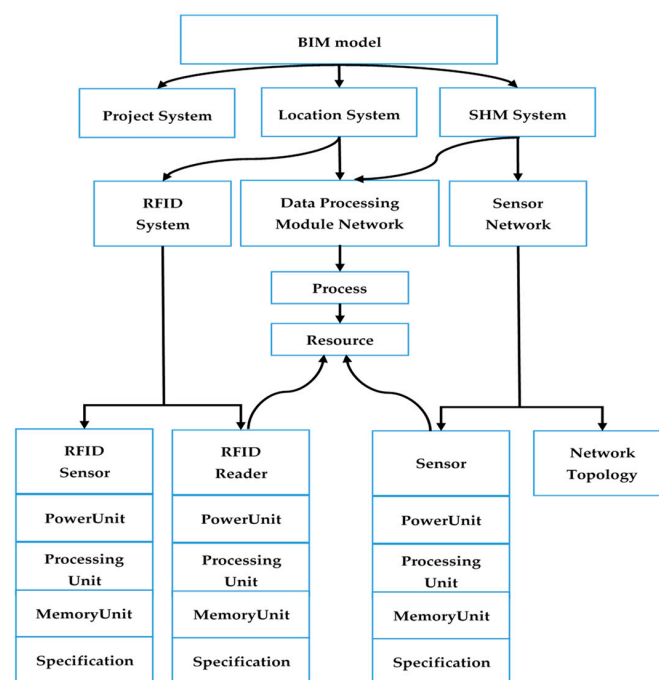 BIM model
Project System
Location System
SHM System
RFID
System
Data Processing
Module Network
Sensor
Network
Process
Resource
RFID
Sensor
PowerUnit
Processing
Unit
MemoryUnit
Specification
RFID
Reader
PowerUnit
Processing
Unit
MemoryUnit
Specification
Sensor
PowerUnit
Processing
Unit
MemoryUnit
Specification
Network
Topology